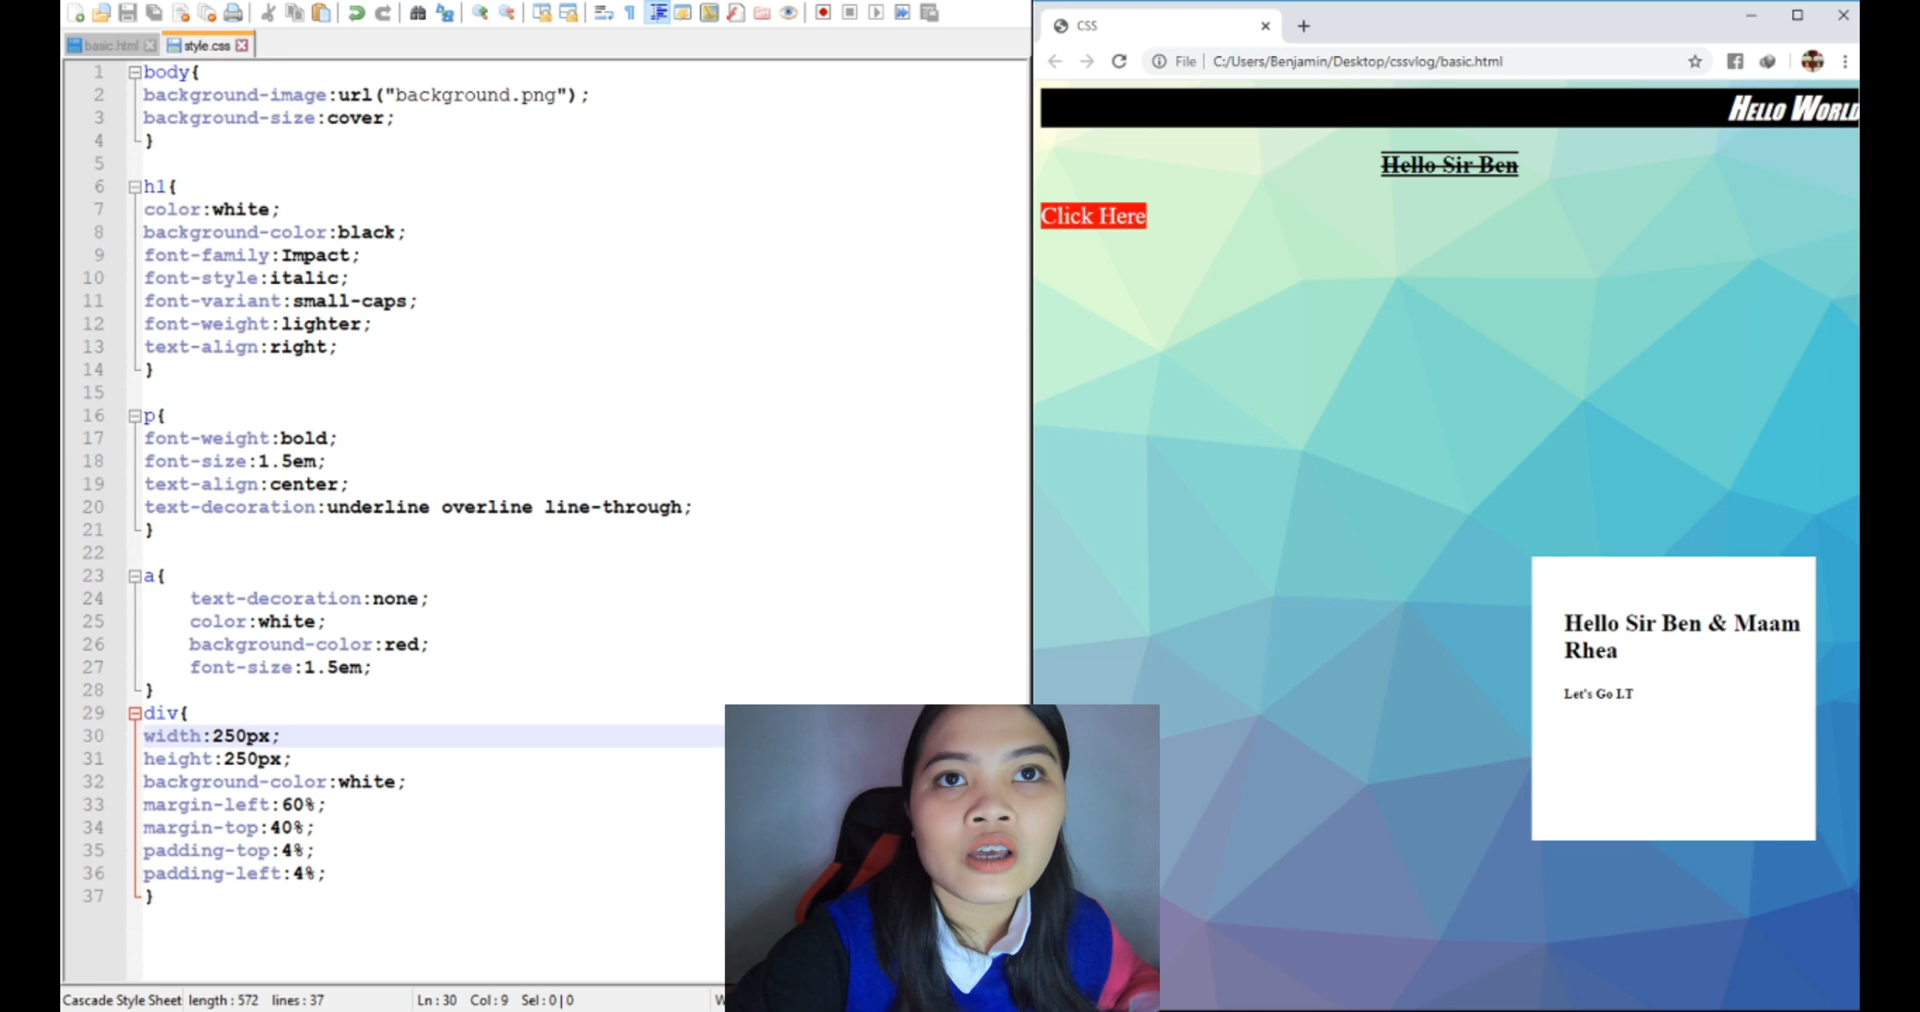 basic.html
style.css
1 body{
2 background-image:url("background.png");
3 background-size:cover;
4 }
5
6 h1{
7 color:white;
8 background-color:black;
9 font-family:Impact;
10 font-style:italic;
11 font-variant:small-caps;
12 font-weight:lighter;
13 text-align:right;
14 }
15
16 p{
17 font-weight:bold;
18 font-size:1.5em;
19 text-align:center;
20 text-decoration:underline overline line-through;
21 }
22
23 a{
24 text-decoration:none;
25 color:white;
26 background-color:red;
27 font-size:1.5em;
28 }
29 div{
30 width:250px;
31 height:250px;
32 background-color:white;
33 margin-left:60%;
34 margin-top:40%;
35 padding-top:4%;
36 padding-left:4%;
37 }
Cascade Style Sheet length : 572 lines : 37 Ln : 30 Col : 9 Sel : 0 | 0 W
CSS
File C:/Users/Benjamin/Desktop/cssvlog/basic.html
Hello World
Hello Sir Ben
Click Here
Hello Sir Ben & Maam
Rhea
Let's Go I.T